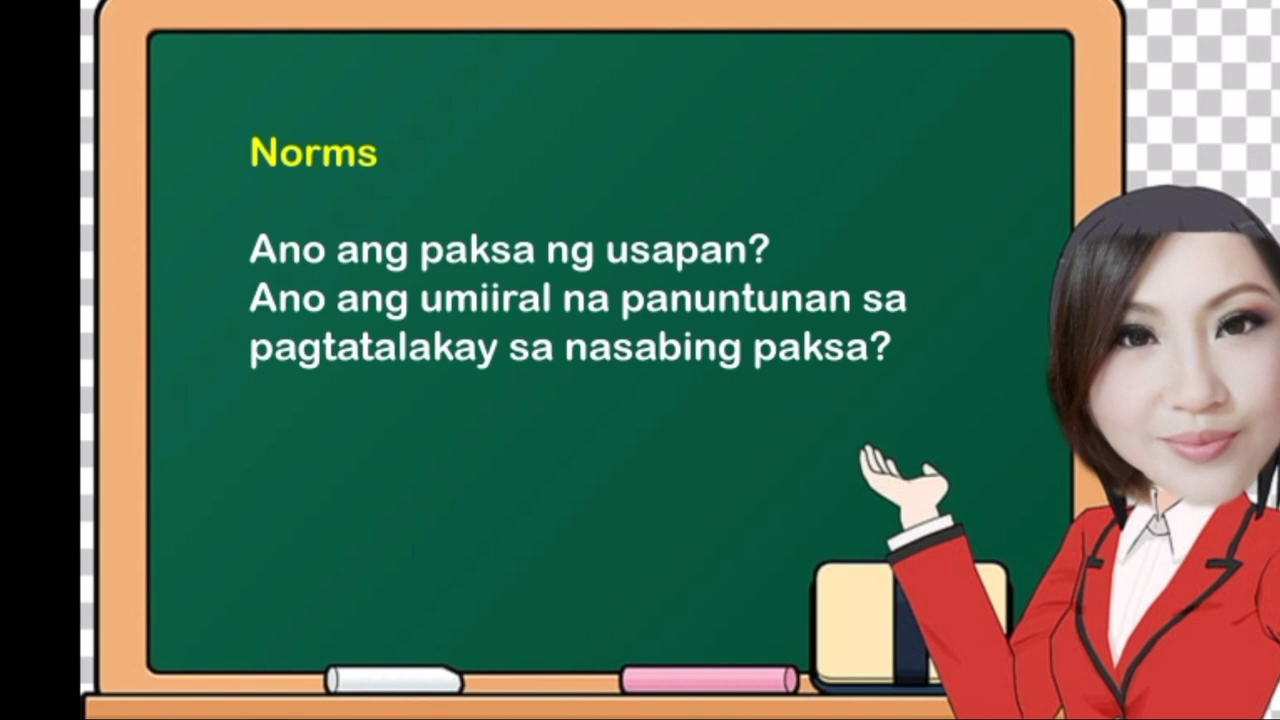 Norms
Ano ang paksa ng usapan?
Ano ang umiiral na panuntunan sa
pagtatalakay sa nasabing paksa?